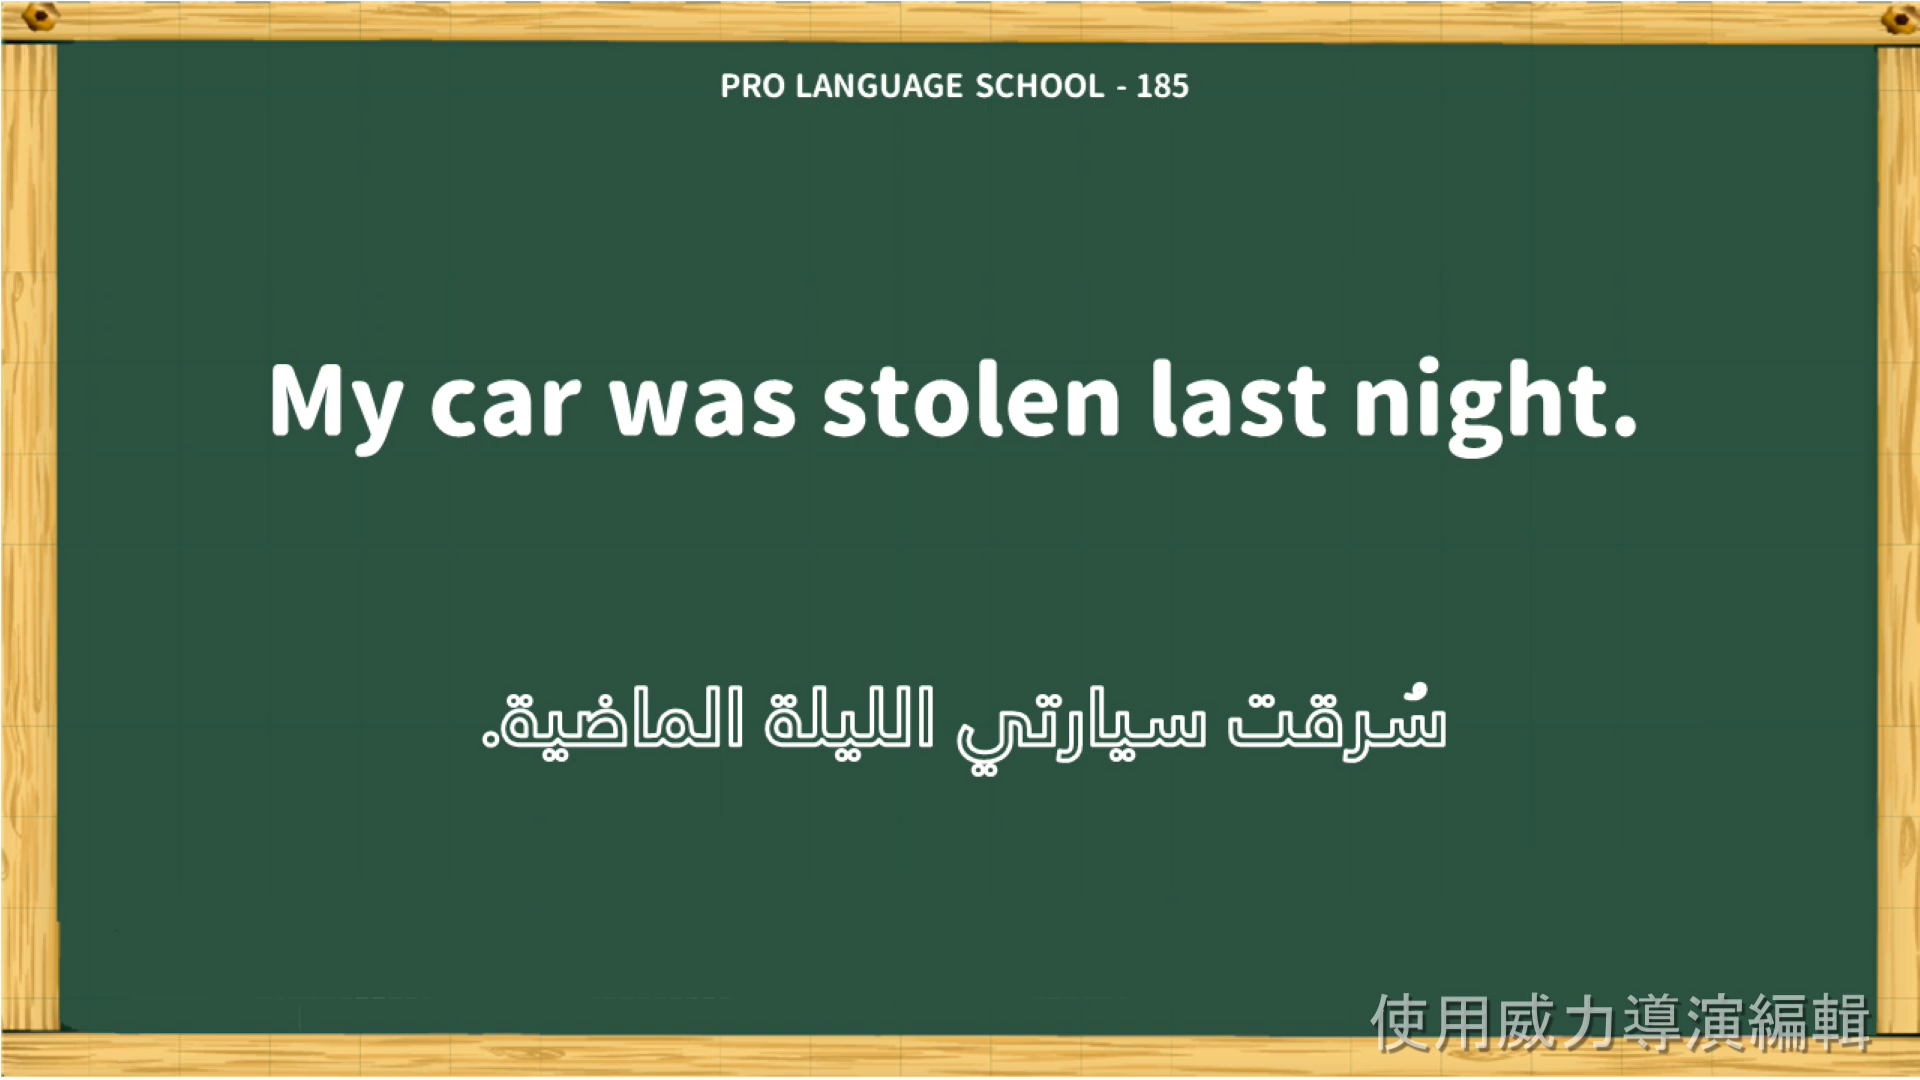 PRO LANGUAGE SCHOOL - 185
My car was stolen last night.
سُرقت سيارتي الليلة الماضية.
使用威力導演編輯